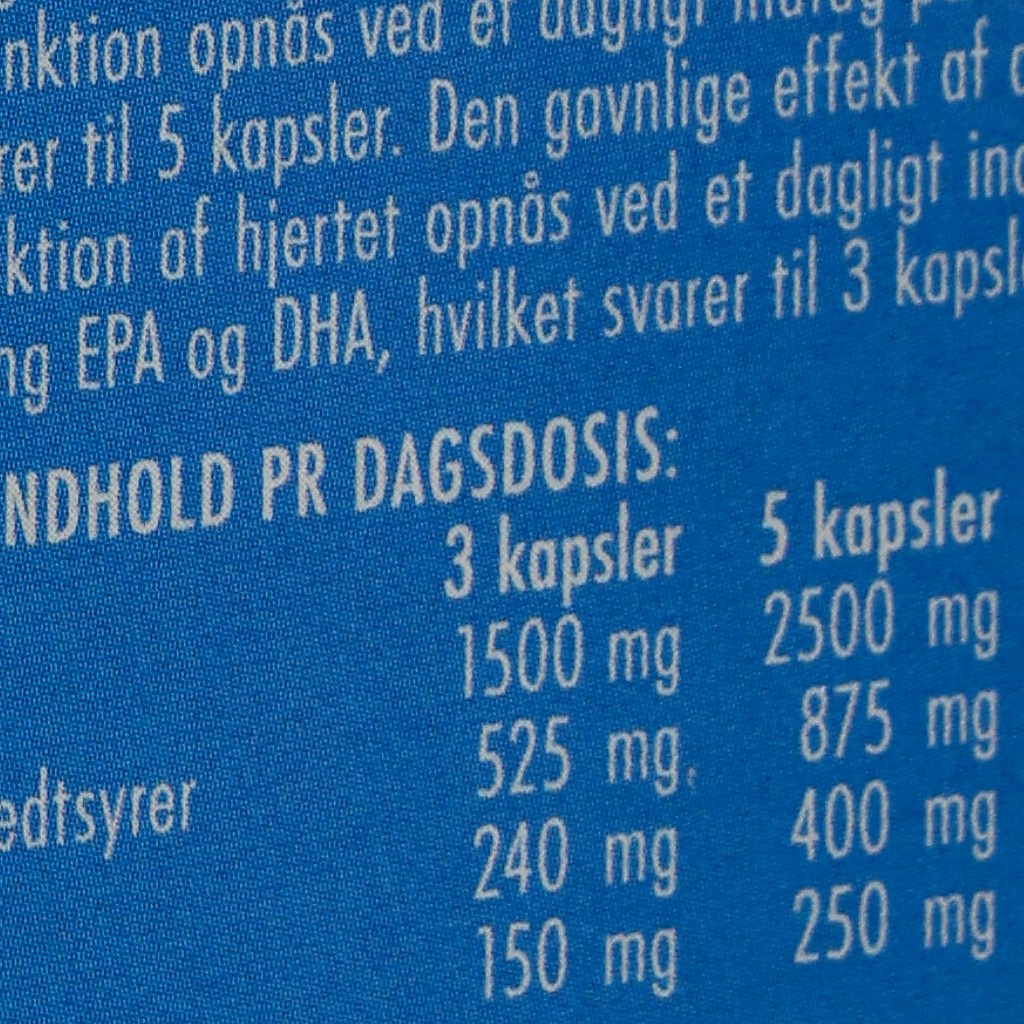 nktion opnås ved et dagligt
rer til 5 kapsler. Den gavnlige effekt af
ktion af hjertet opnås ved et dagligt ind
ng EPA og DHA, hvilket svarer til 3 kapsl
NDHOLD PR DAGSDOSIS:
3 kapsler 5 kapsler
1500 mg 2500 mg
525 mg 875 mg
edtsyrer 240 mg 400 mg
150 mg 250 mg